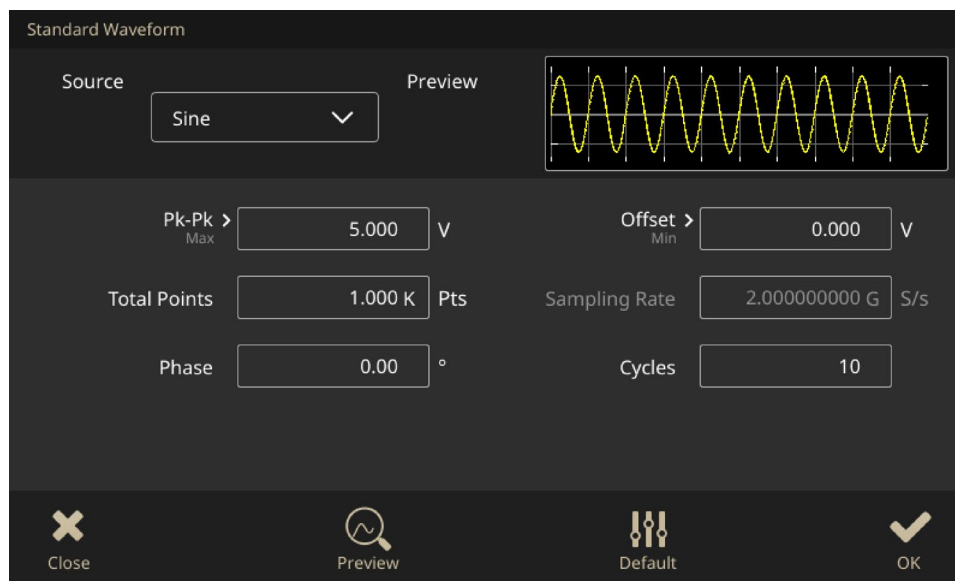 Standard Waveform
Source
Preview
Sine
Pk-Pk
Max
5.000 V
Offset
Min
0.000 V
Total Points 1.000 K Pts
Sampling Rate 2.000000000 G S/s
Phase 0.00 °
Cycles 10
Close
Preview
Default
OK